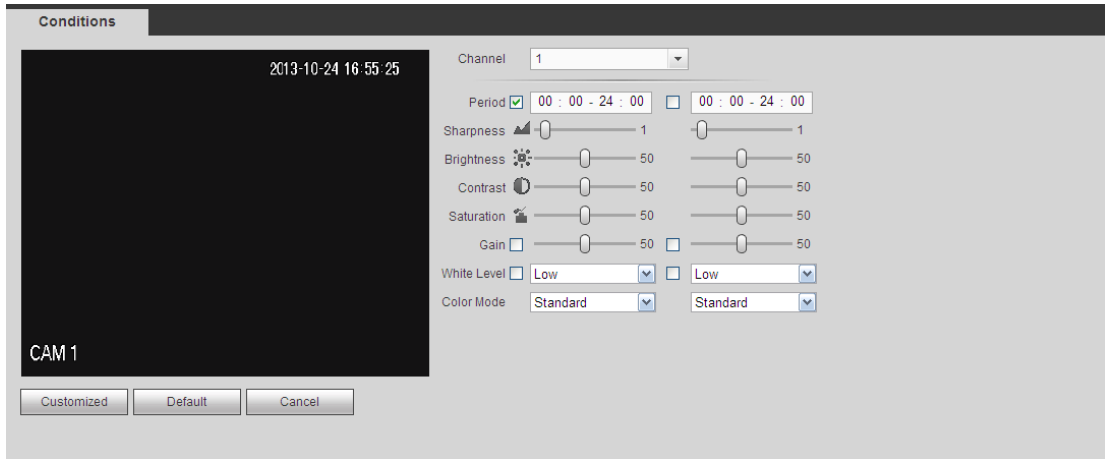 Conditions
2013-10-24 16:55:25
CAM 1
Channel 1
Period 00 : 00 - 24 : 00 00 : 00 - 24 : 00
Sharpness 1 1
Brightness 50 50
Contrast 50 50
Saturation 50 50
Gain 50 50
White Level Low Low
Color Mode Standard Standard
Customized Default Cancel